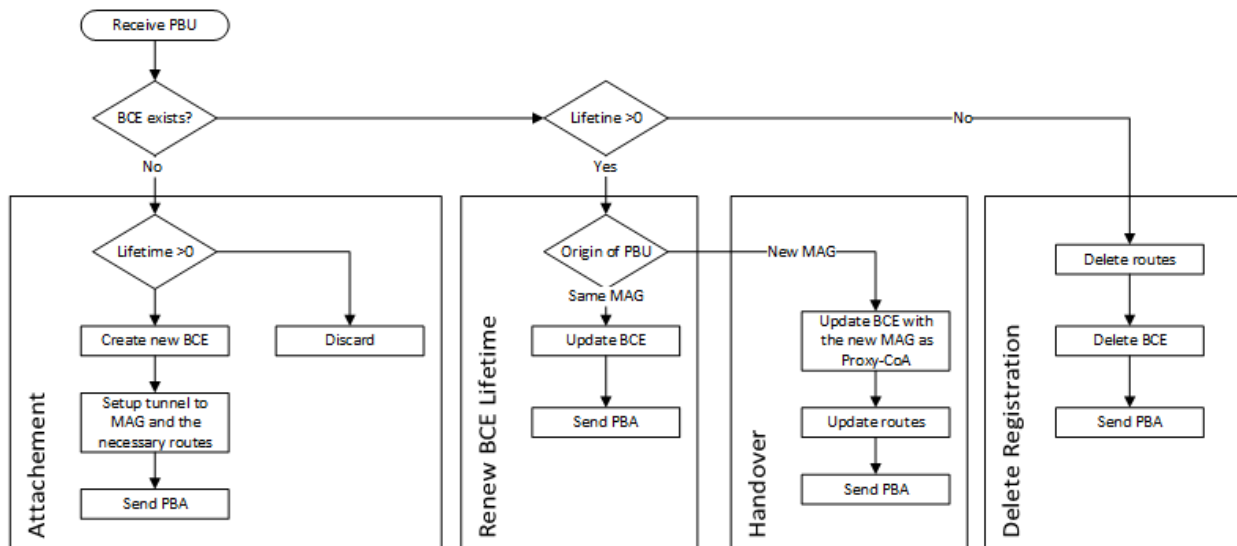 Receive PBU
BCE exists?
Lifetine >0
No
No
Yes
Lifetime >0
Origin of PBU
New MAG
Same MAG
Delete routes
Create new BCE
Discard
Update BCE
Update BCE with
the new MAG as
Proxy-CoA
Delete BCE
Setup tunnel to
MAG and the
necessary routes
Send PBA
Update routes
Send PBA
Send PBA
Send PBA
Attachement
Renew BCE Lifetime
Handover
Delete Registration